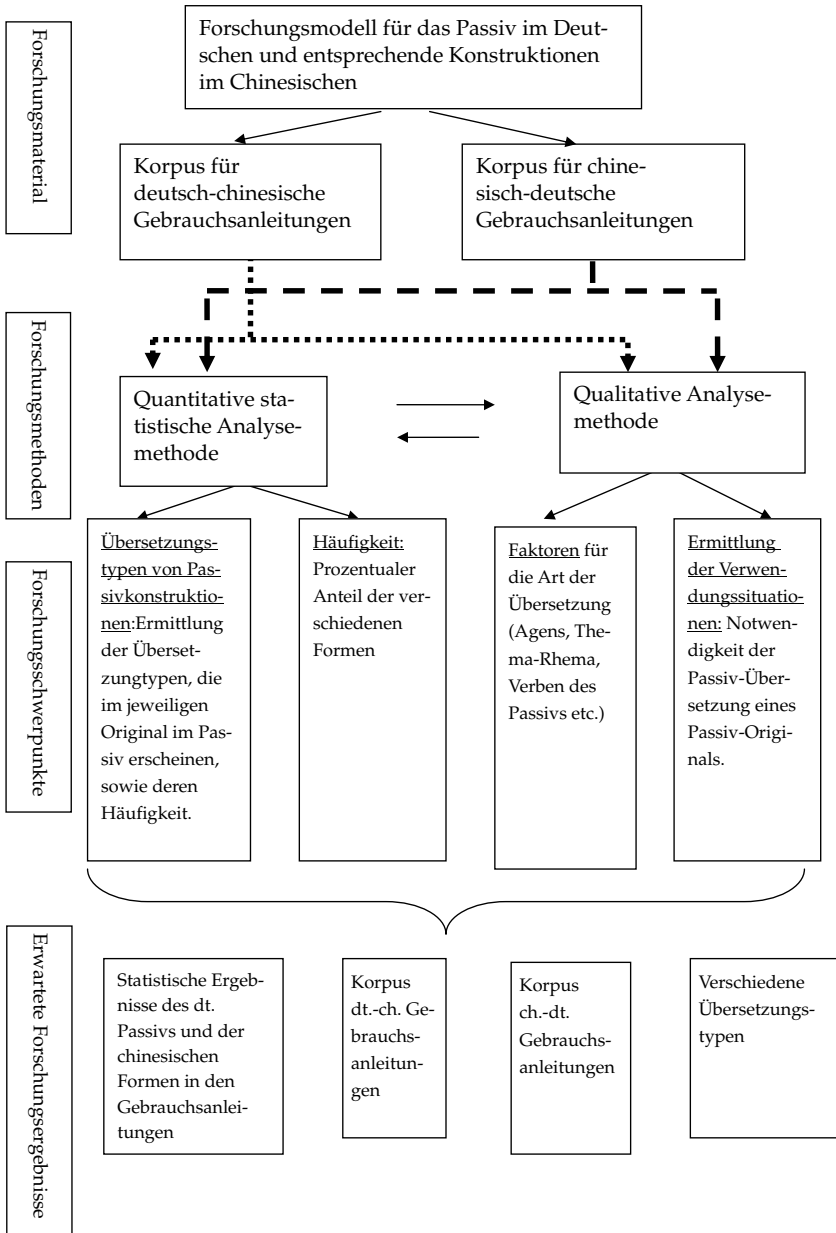 Forschungsmaterial
Forschungsmodell für das Passiv im Deut-
schen und entsprechende Konstruktionen
im Chinesischen
Korpus für
deutsch-chinesische
Gebrauchsanleitungen
Korpus für chine-
sisch-deutsche
Gebrauchsanleitungen
Forschungsmethoden
Quantitative sta-
tistische Analyse-
methode
Qualitative Analyse-
methode
Forschungsschwerpunkte
Übersetzungs-
typen von Pas-
sivkonstruktio-
nen:Ermittlung
der Überset-
zungtypen, die
im jeweiligen
Original im Pas-
siv erscheinen,
sowie deren
Häufigkeit.
Häufigkeit:
Prozentualer
Anteil der ver-
schiedenen
Formen
Faktoren für
die Art der
Übersetzung
(Agens, The-
ma-Rhema,
Verben des
Passivs etc.)
Ermittlung
der Verwen-
dungssituatio-
nen: Notwen-
digkeit der
Passiv-Über-
setzung eines
Passiv-Origi-
nals.
Erwartete Forschungsergebnisse
Statistische Ergeb-
nisse des dt.
Passivs und der
chinesischen
Formen in den
Gebrauchsanlei-
tungen
Korpus
dt.-ch. Ge-
brauchs-
anleitun-
gen
Korpus
ch.-dt.
Gebrauchs-
anleitungen
Verschiedene
Übersetzungs-
typen